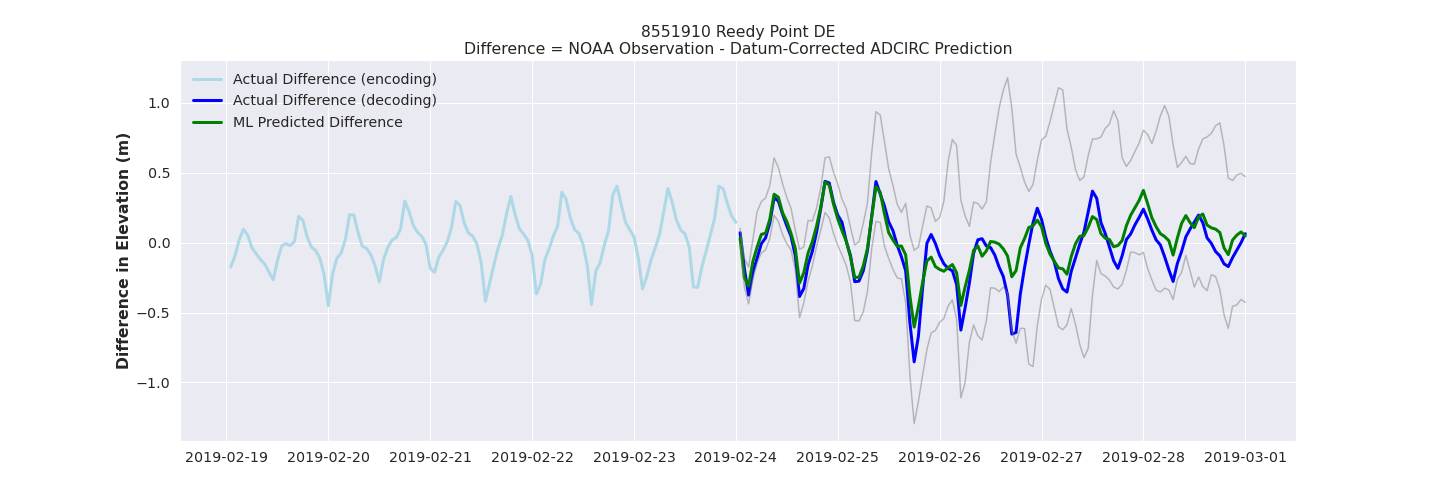 8551910 Reedy Point DE
Difference = NOAA Observation - Datum-Corrected ADCIRC Prediction
Actual Difference (encoding)
Actual Difference (decoding)
ML Predicted Difference
Difference in Elevation (m)
1.0
0.5
0.0
−0.5
−1.0
2019-02-19 2019-02-20 2019-02-21 2019-02-22 2019-02-23 2019-02-24 2019-02-25 2019-02-26 2019-02-27 2019-02-28 2019-03-01